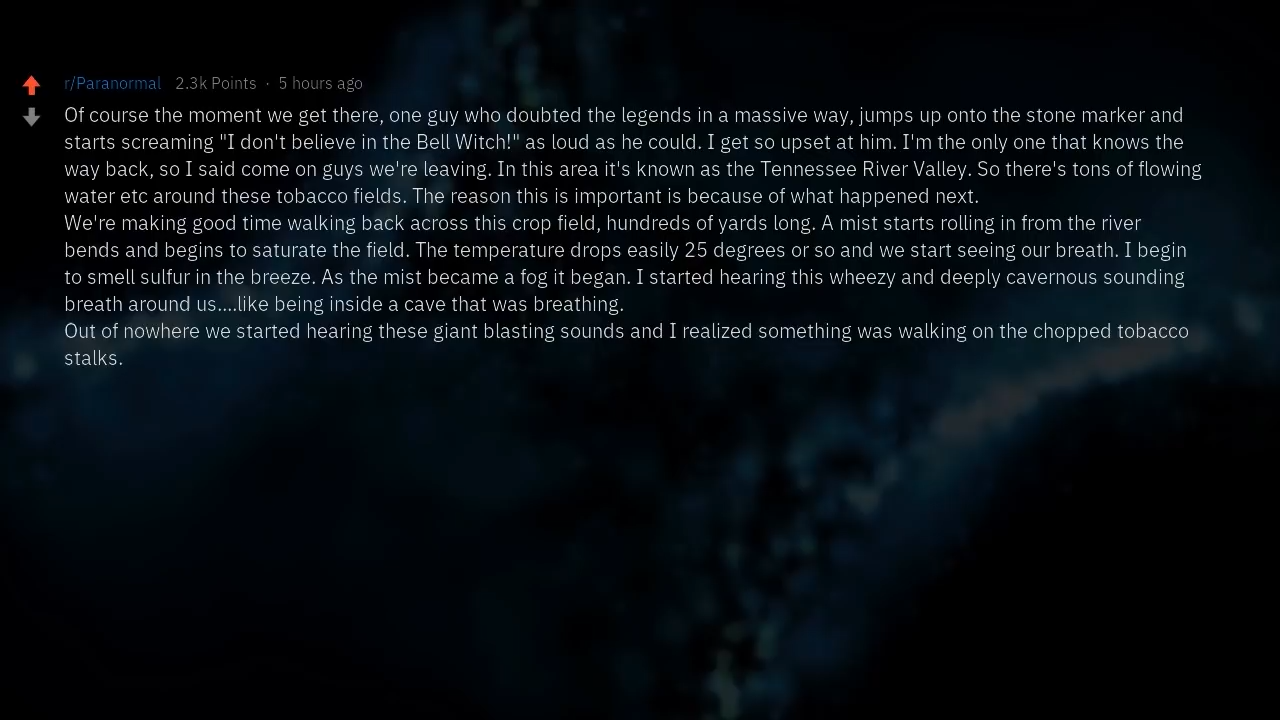 r/Paranormal 2.3k Points · 5 hours ago
Of course the moment we get there, one guy who doubted the legends in a massive way, jumps up onto the stone marker and
starts screaming "I don't believe in the Bell Witch!" as loud as he could. I get so upset at him. I'm the only one that knows the
way back, so I said come on guys we're leaving. In this area it's known as the Tennessee River Valley. So there's tons of flowing
water etc around these tobacco fields. The reason this is important is because of what happened next.
We're making good time walking back across this crop field, hundreds of yards long. A mist starts rolling in from the river
bends and begins to saturate the field. The temperature drops easily 25 degrees or so and we start seeing our breath. I begin
to smell sulfur in the breeze. As the mist became a fog it began. I started hearing this wheezy and deeply cavernous sounding
breath around us....like being inside a cave that was breathing.
Out of nowhere we started hearing these giant blasting sounds and I realized something was walking on the chopped tobacco
stalks.